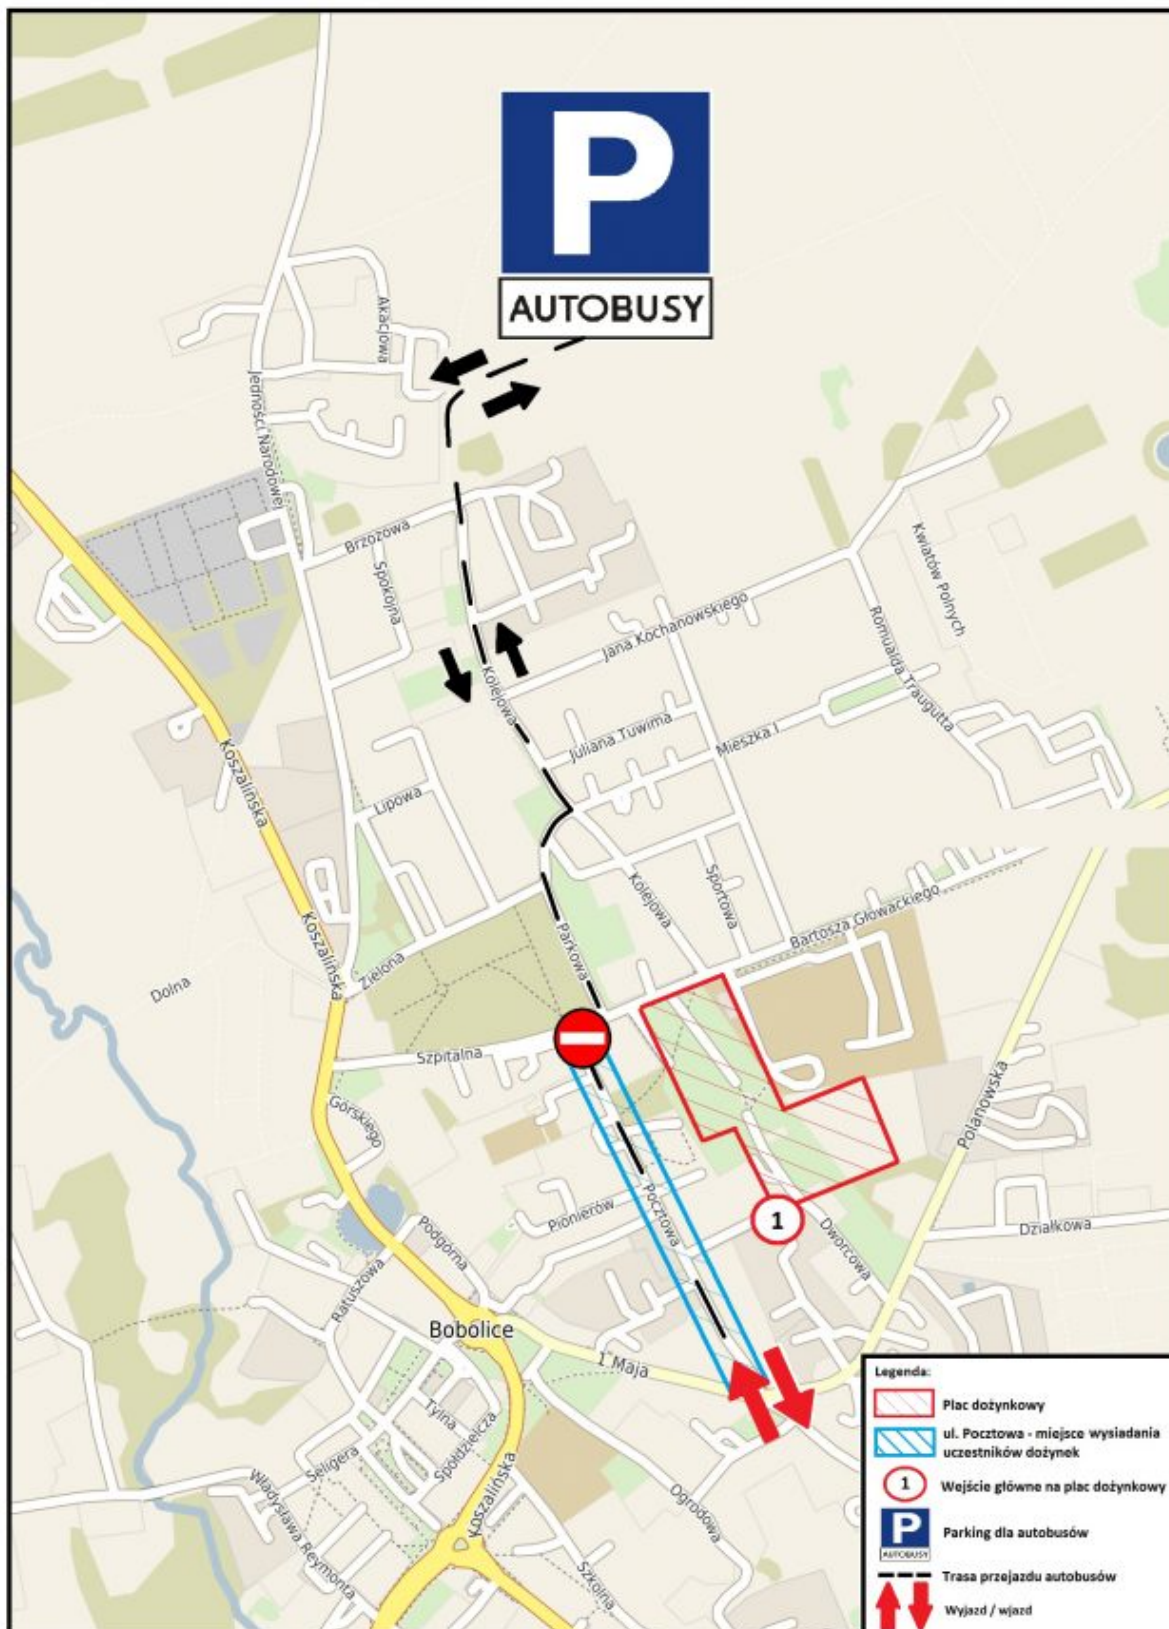 P
AUTOBUSY
Akacjowa
Jedności Narodowej
Brzozowa
Spokojna
Kwiatów Polnych
Jana Kochanowskiego
Romualda Traugutta
Kolejowa
Juliana Tuwima
Mieszka I
Koszalińska
Lipowa
Kolejowa
Sportowa
Bartosza Głowackiego
Koszalińska
Zielona
Parkowa
Dolna
Szpitalna
Górskiego
Polanowska
Pionierów
Pocztowa
1
Dworcowa
Działkowa
Podgórna
Ratuszowa
Bobolice
1 Maja
Tylna
Spółdzielcza
Seligera
Koszalińska
Władysława Reymonta
Ogrodowa
Szkolna
Legenda:
Plac dożynkowy
ul. Pocztowa - miejsce wysiadania
uczestników dożynek
1 Wejście główne na plac dożynkowy
P
AUTOBUSY
Parking dla autobusów
Trasa przejazdu autobusów
Wyjazd / wjazd